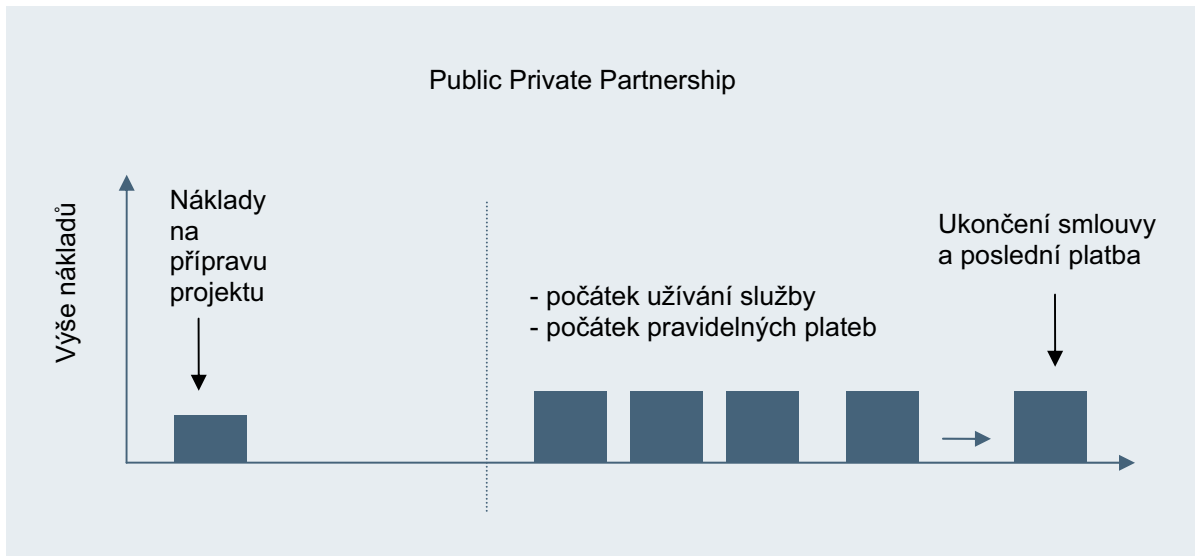 Public Private Partnership
Výše nákladů
Náklady
na
přípravu
projektu
- počátek užívání služby
- počátek pravidelných plateb
Ukončení smlouvy
a poslední platba